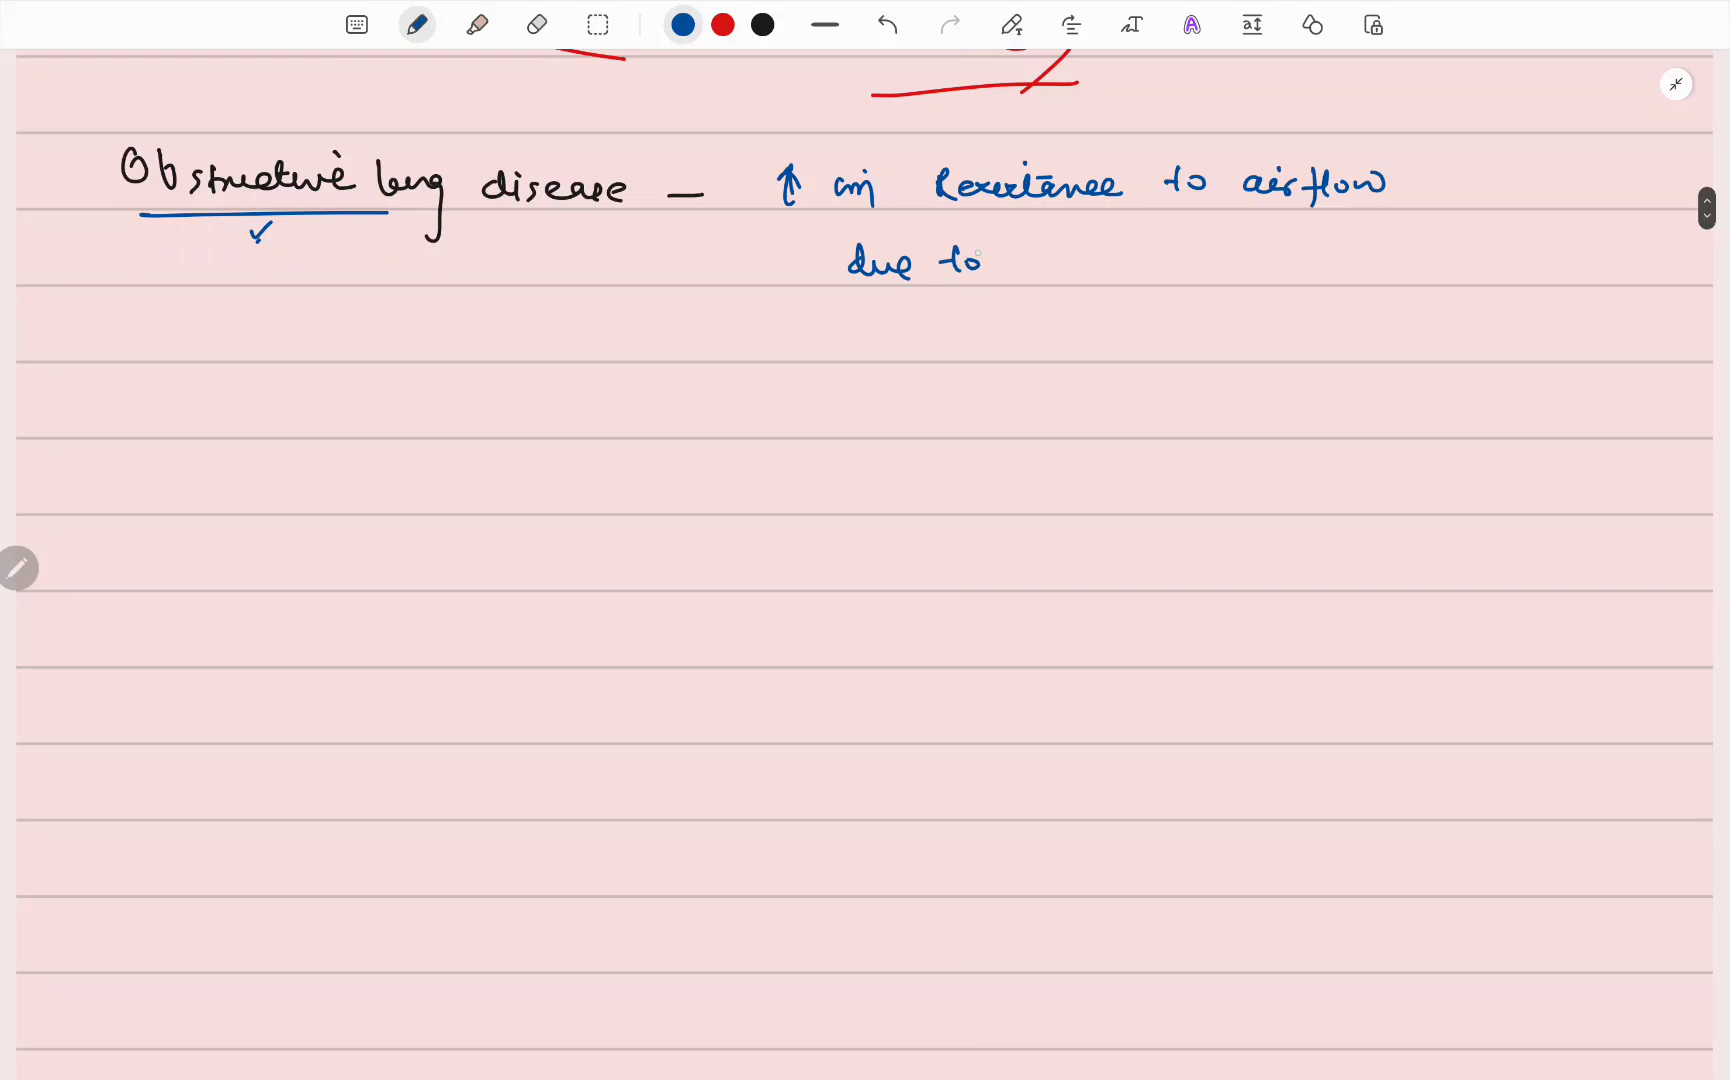 Obstructive lung disease — ↑ in Resistance to airflow
due to